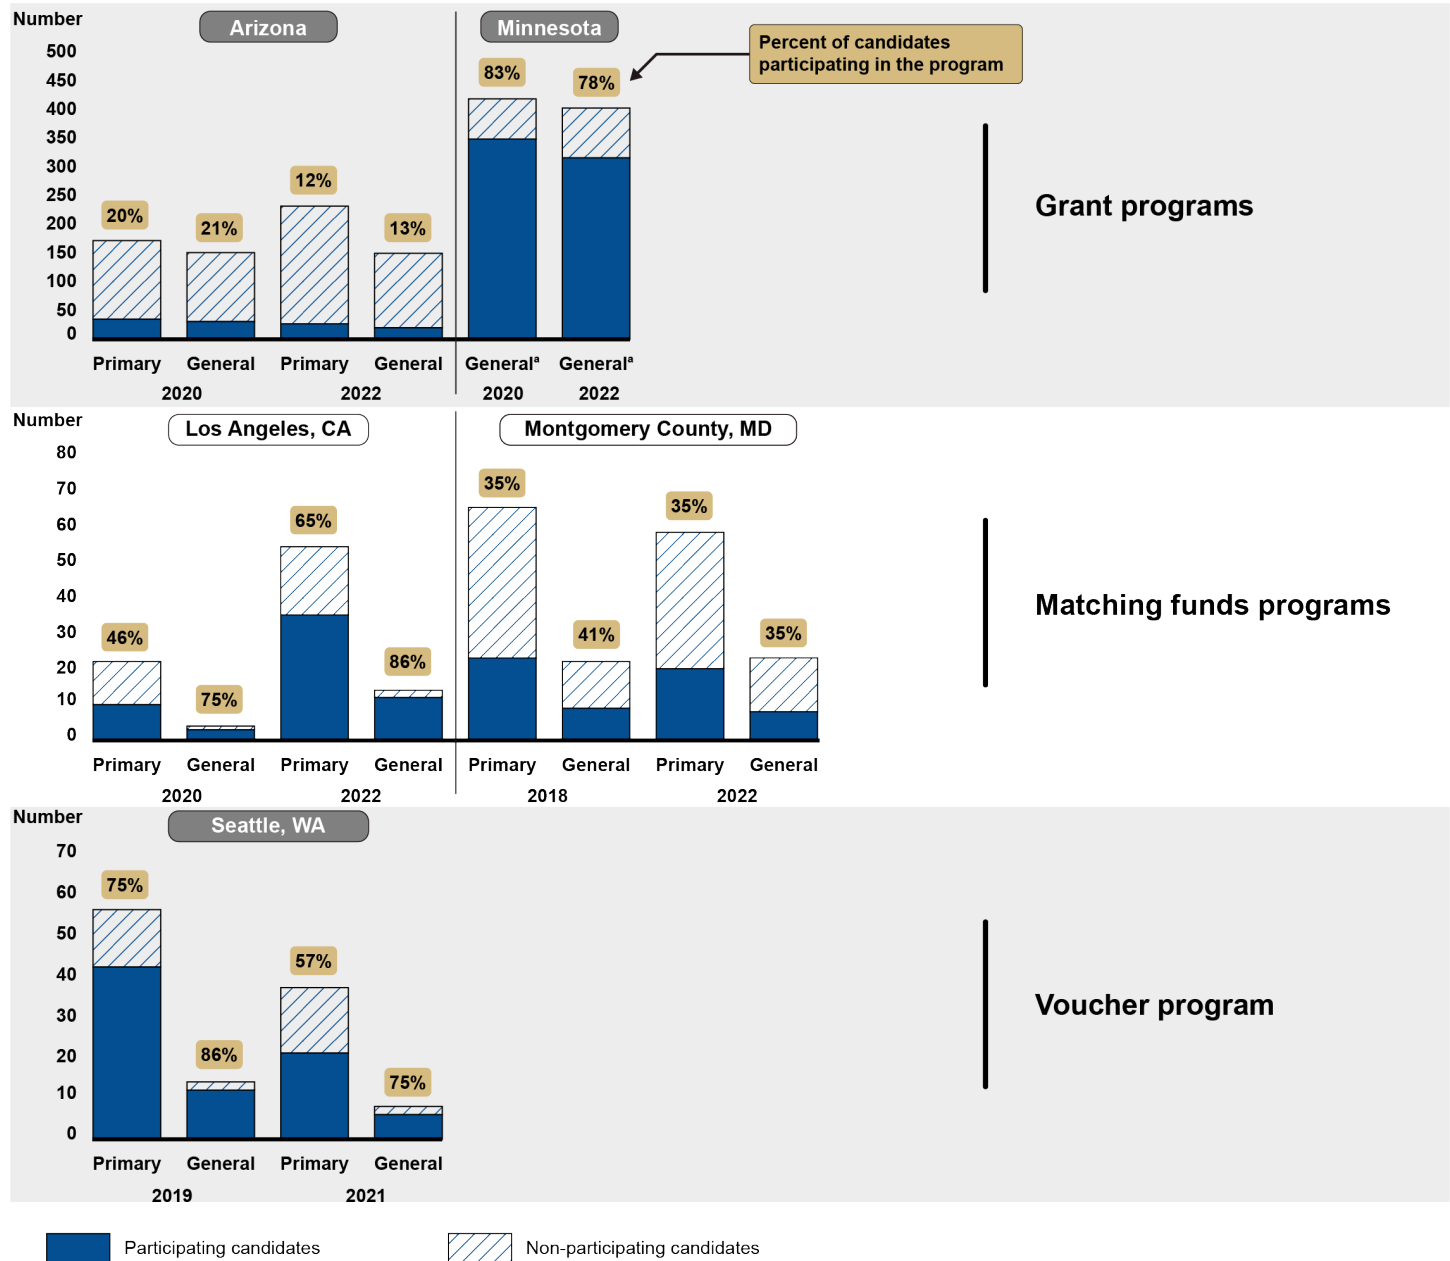 Number
Arizona
Minnesota
Percent of candidates
participating in the program
500
450
400
350
300
250
200
150
100
50
0
20%
21%
12%
13%
83%
78%
Primary
General
Primary
General
Generalª
Generalª
2020
2022
2020
2022
Grant programs
Number
Los Angeles, CA
Montgomery County, MD
80
70
60
50
40
30
20
10
0
46%
75%
65%
86%
35%
41%
35%
35%
Primary
General
Primary
General
Primary
General
Primary
General
2020
2022
2018
2022
Matching funds programs
Number
Seattle, WA
70
60
50
40
30
20
10
0
75%
86%
57%
75%
Primary
General
Primary
General
2019
2021
Voucher program
Participating candidates
Non-participating candidates